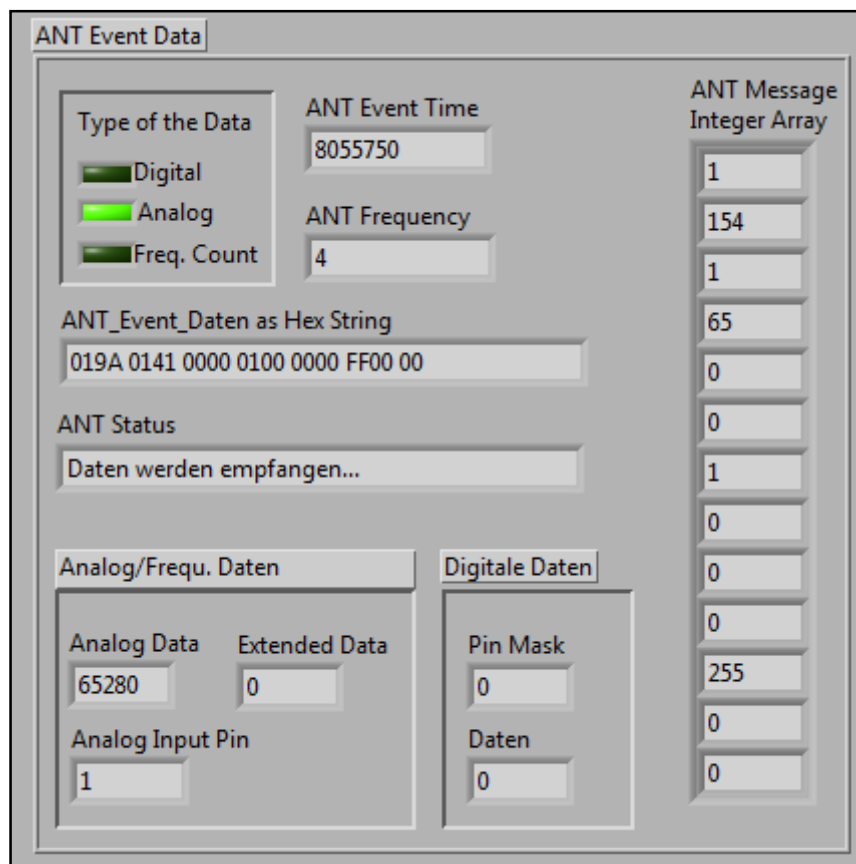 ANT Event Data
Type of the Data
Digital
Analog
Freq. Count
ANT Event Time
8055750
ANT Frequency
4
ANT_Event_Daten as Hex String
019A 0141 0000 0100 0000 FF00 00
ANT Status
Daten werden empfangen...
Analog/Frequ. Daten
Analog Data
65280
Extended Data
0
Analog Input Pin
1
Digitale Daten
Pin Mask
0
Daten
0
ANT Message
Integer Array
1
154
1
65
0
0
1
0
0
0
255
0
0